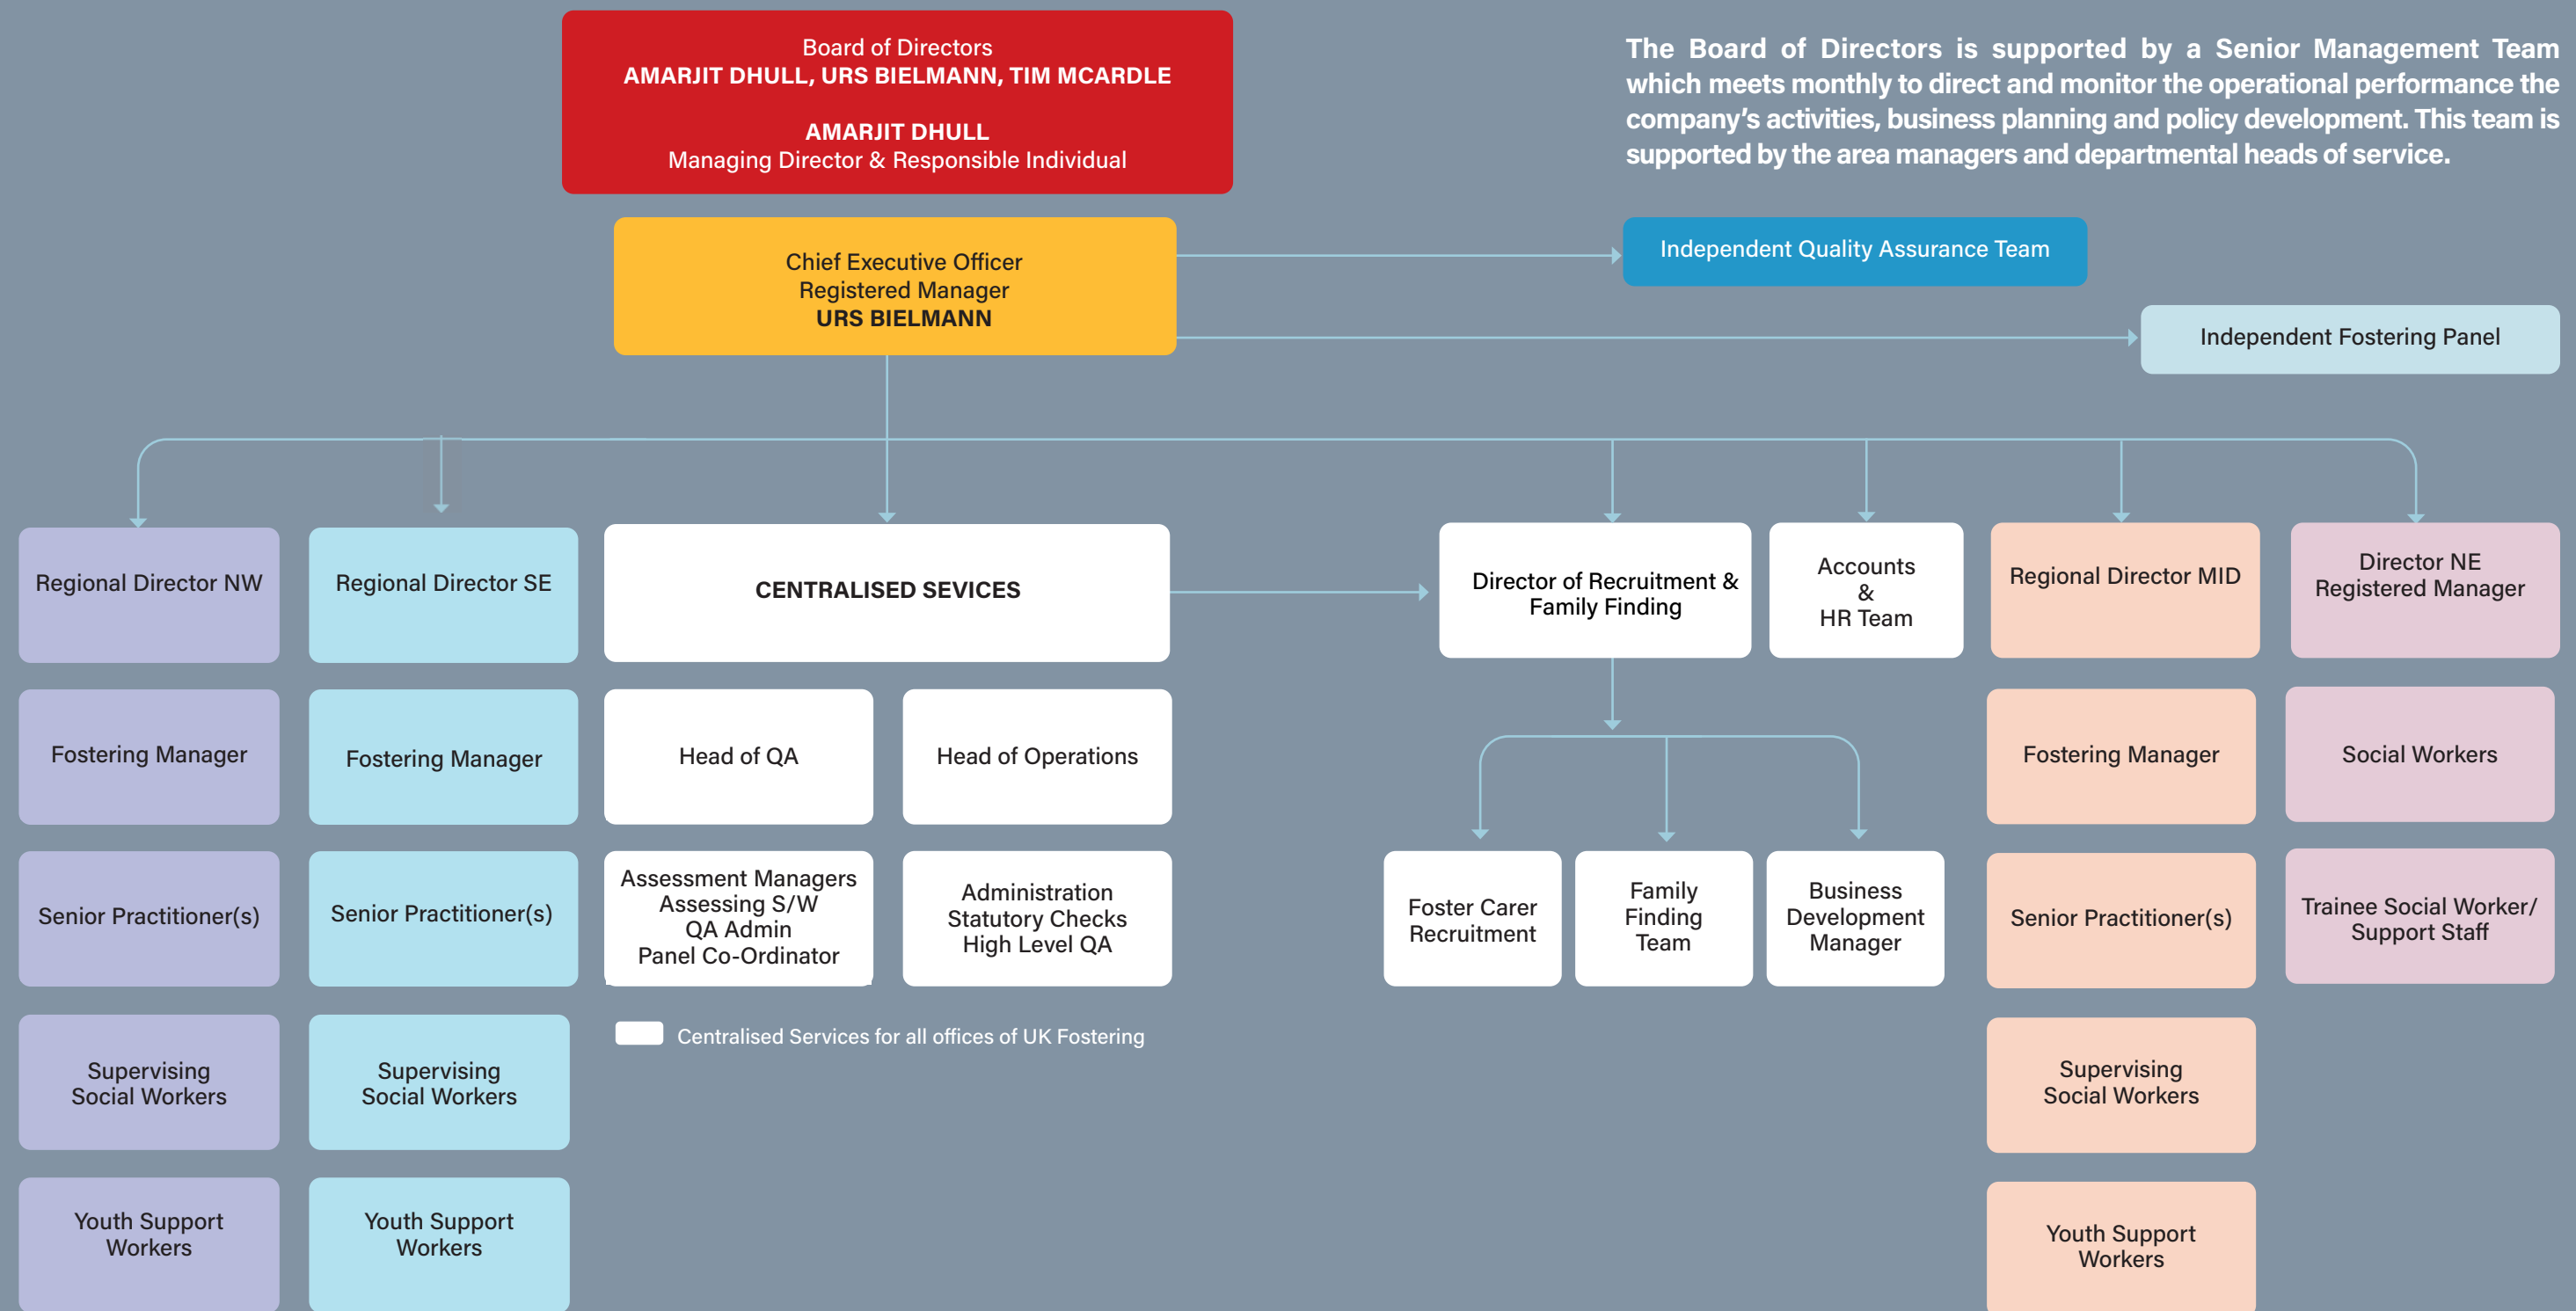 Board of Directors
AMARJIT DHULL, URS BIELMANN, TIM MCARDLE
AMARJIT DHULL
Managing Director & Responsible Individual
The Board of Directors is supported by a Senior Management Team
which meets monthly to direct and monitor the operational performance the
company's activities, business planning and policy development. This team is
supported by the area managers and departmental heads of service.
Chief Executive Officer
Registered Manager
URS BIELMANN
Independent Quality Assurance Team
Independent Fostering Panel
Regional Director NW
Regional Director SE
CENTRALISED SEVICES
Director of Recruitment &
Family Finding
Accounts
&
HR Team
Regional Director MID
Director NE
Registered Manager
Fostering Manager
Fostering Manager
Head of QA
Head of Operations
Fostering Manager
Social Workers
Senior Practitioner(s)
Senior Practitioner(s)
Assessment Managers
Assessing S/W
QA Admin
Panel Co-Ordinator
Administration
Statutory Checks
High Level QA
Foster Carer
Recruitment
Family
Finding
Team
Business
Development
Manager
Senior Practitioner(s)
Trainee Social Worker/
Support Staff
Centralised Services for all offices of UK Fostering
Supervising
Social Workers
Supervising
Social Workers
Supervising
Social Workers
Youth Support
Workers
Youth Support
Workers
Youth Support
Workers